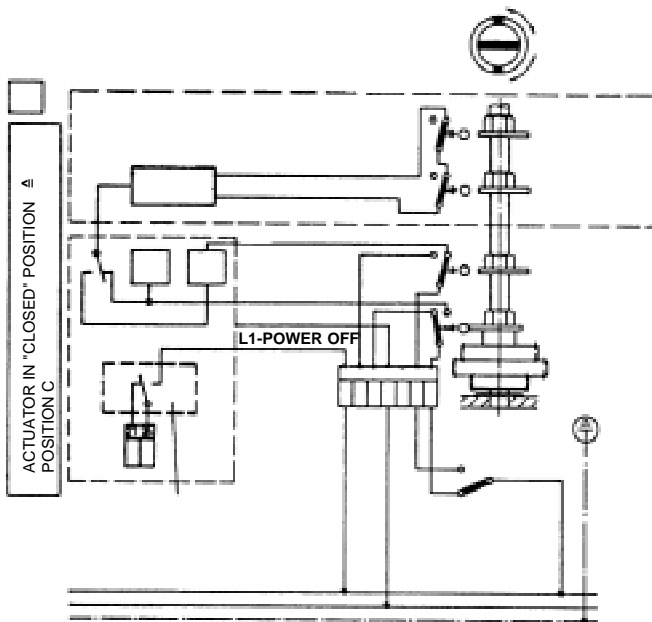 ACTUATOR IN "CLOSED" POSITION ≙
POSITION C
L1-POWER OFF